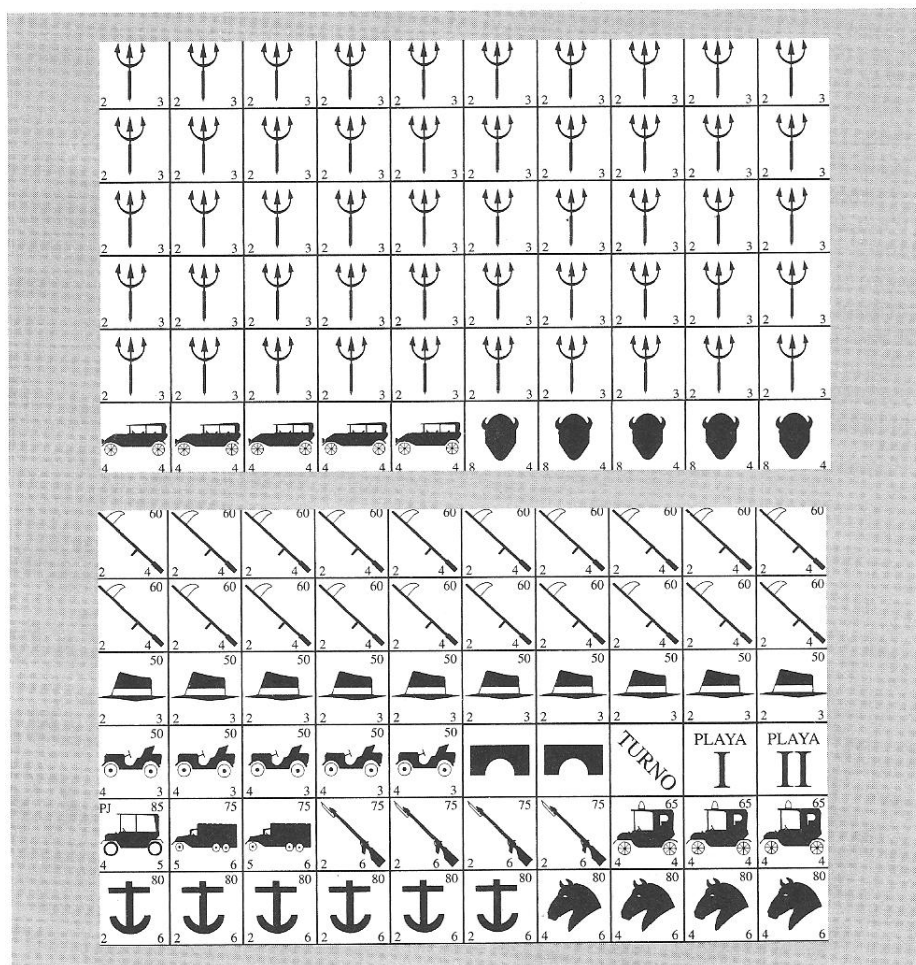 2 3 2 3 2 3 2 3 2 3 2 3 2 3 2 3 2 3 2 3
2 3 2 3 2 3 2 3 2 3 2 3 2 3 2 3 2 3 2 3
2 3 2 3 2 3 2 3 2 3 2 3 2 3 2 3 2 3 2 3
2 3 2 3 2 3 2 3 2 3 2 3 2 3 2 3 2 3 2 3
2 3 2 3 2 3 2 3 2 3 2 3 2 3 2 3 2 3 2 3
4 4 4 4 4 4 4 4 4 4 8 4 8 4 8 4 8 4 8 4
60 60 60 60 60 60 60 60 60 60
2 4 2 4 2 4 2 4 2 4 2 4 2 4 2 4 2 4 2 4
60 60 60 60 60 60 60 60 60 60
2 4 2 4 2 4 2 4 2 4 2 4 2 4 2 4 2 4 2 4
50 50 50 50 50 50 50 50 50 50
2 3 2 3 2 3 2 3 2 3 2 3 2 3 2 3 2 3 2 3
50 50 50 50 50 TURNO PLAYA PLAYA
I II
4 3 4 3 4 3 4 3 4 3
PJ 85 75 75 75 75 75 75 65 65 65
4 5 5 6 5 6 2 6 2 6 2 6 2 6 4 4 4 4 4 4
80 80 80 80 80 80 80 80 80 80
2 6 2 6 2 6 2 6 2 6 2 6 4 6 4 6 4 6 4 6